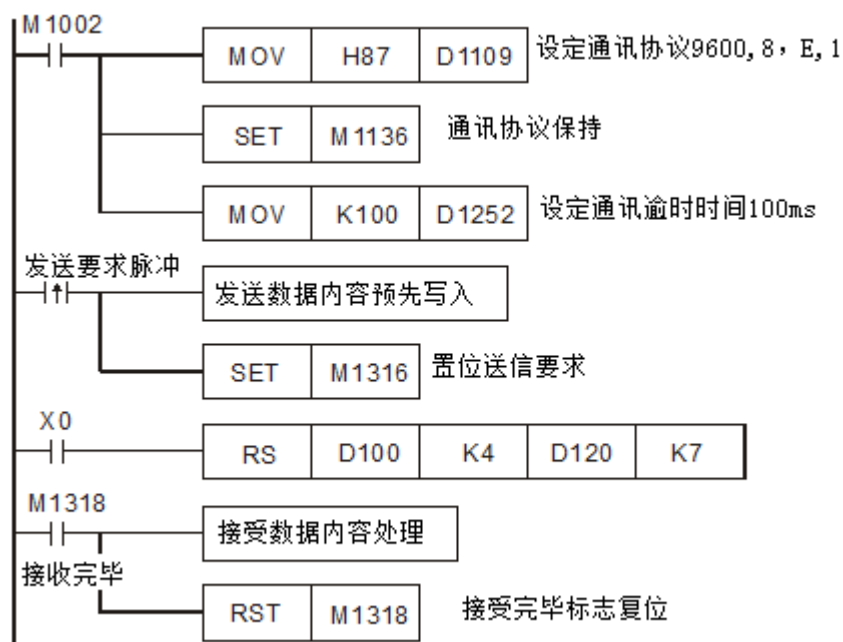 M1002
MOV H87 D1109 设定通讯协议9600,8，E,1
SET M1136 通讯协议保持
MOV K100 D1252 设定通讯逾时时间100ms
发送要求脉冲
发送数据内容预先写入
SET M1316 置位送信要求
X0
RS D100 K4 D120 K7
M1318
接受数据内容处理
接收完毕
RST M1318 接受完毕标志复位